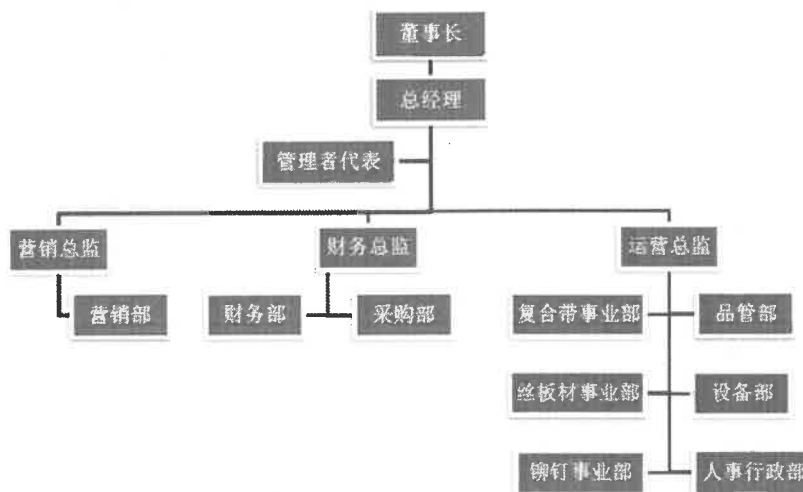 董事长
总经理
管理者代表
营销总监
财务总监
运营总监
营销部
财务部
采购部
复合带事业部
品管部
丝板材事业部
设备部
铆钉事业部
人事行政部